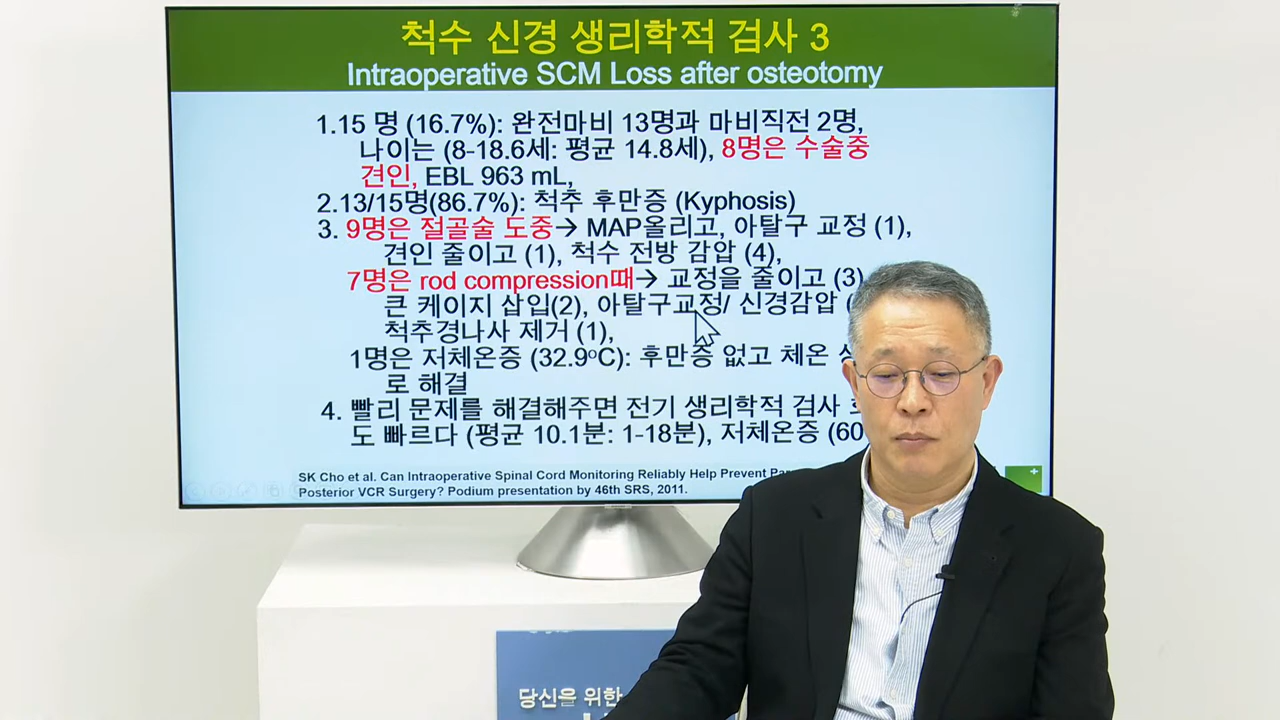 척수 신경 생리학적 검사 3
Intraoperative SCM Loss after osteotomy
1.15 명 (16.7%): 완전마비 13명과 마비직전 2명,
나이는 (8-18.6세: 평균 14.8세), 8명은 수술중
견인, EBL 963 mL,
2.13/15명(86.7%): 척추 후만증 (Kyphosis)
3. 9명은 절골술 도중→ MAP올리고, 아탈구 교정 (1),
견인 줄이고 (1), 척수 전방 감압 (4),
7명은 rod compression때→ 교정을 줄이고 (3)
큰 케이지 삽입(2), 아탈구교정/ 신경감압
척추경나사 제거 (1),
1명은 저체온증 (32.9ºC): 후만증 없고 체온
로 해결
4. 빨리 문제를 해결해주면 전기 생리학적 검사
도 빠르다 (평균 10.1분: 1-18분), 저체온증 (60
SK Cho et al. Can Intraoperative Spinal Cord Monitoring Reliably Help Prevent
Posterior VCR Surgery? Podium presentation by 46th SRS, 2011.
당신을 위한